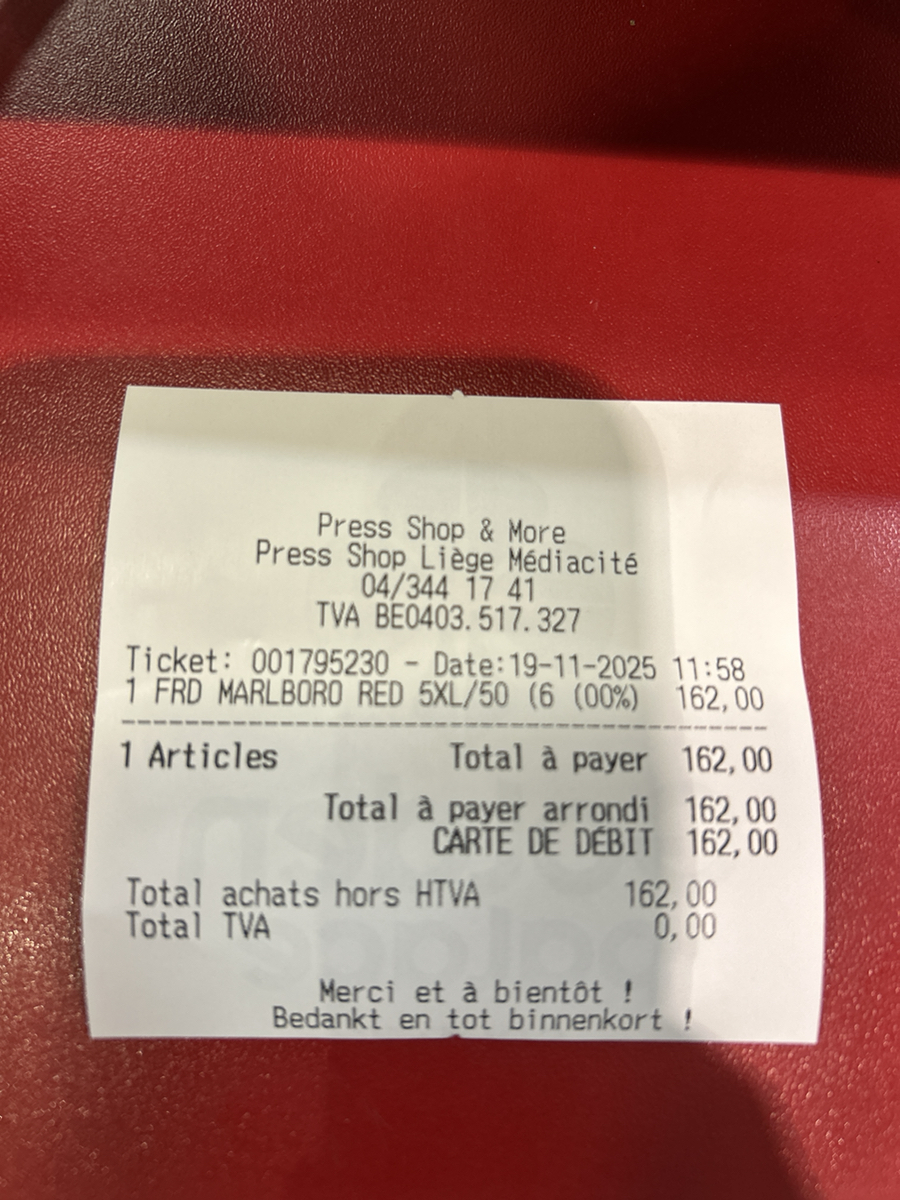 Press Shop & More
Press Shop Liège Médiacité
04/344 17 41
TVA BE0403.517.327
Ticket: 001795230 - Date:19-11-2025 11:58
1 FRD MARLBORO RED 5XL/50 (6 (00%) 162,00
1 Articles Total à payer 162,00
Total à payer arrondi 162,00
CARTE DE DÉBIT 162,00
Total achats hors HTVA 162,00
Total TVA 0,00
Merci et à bientôt !
Bedankt en tot binnenkort !